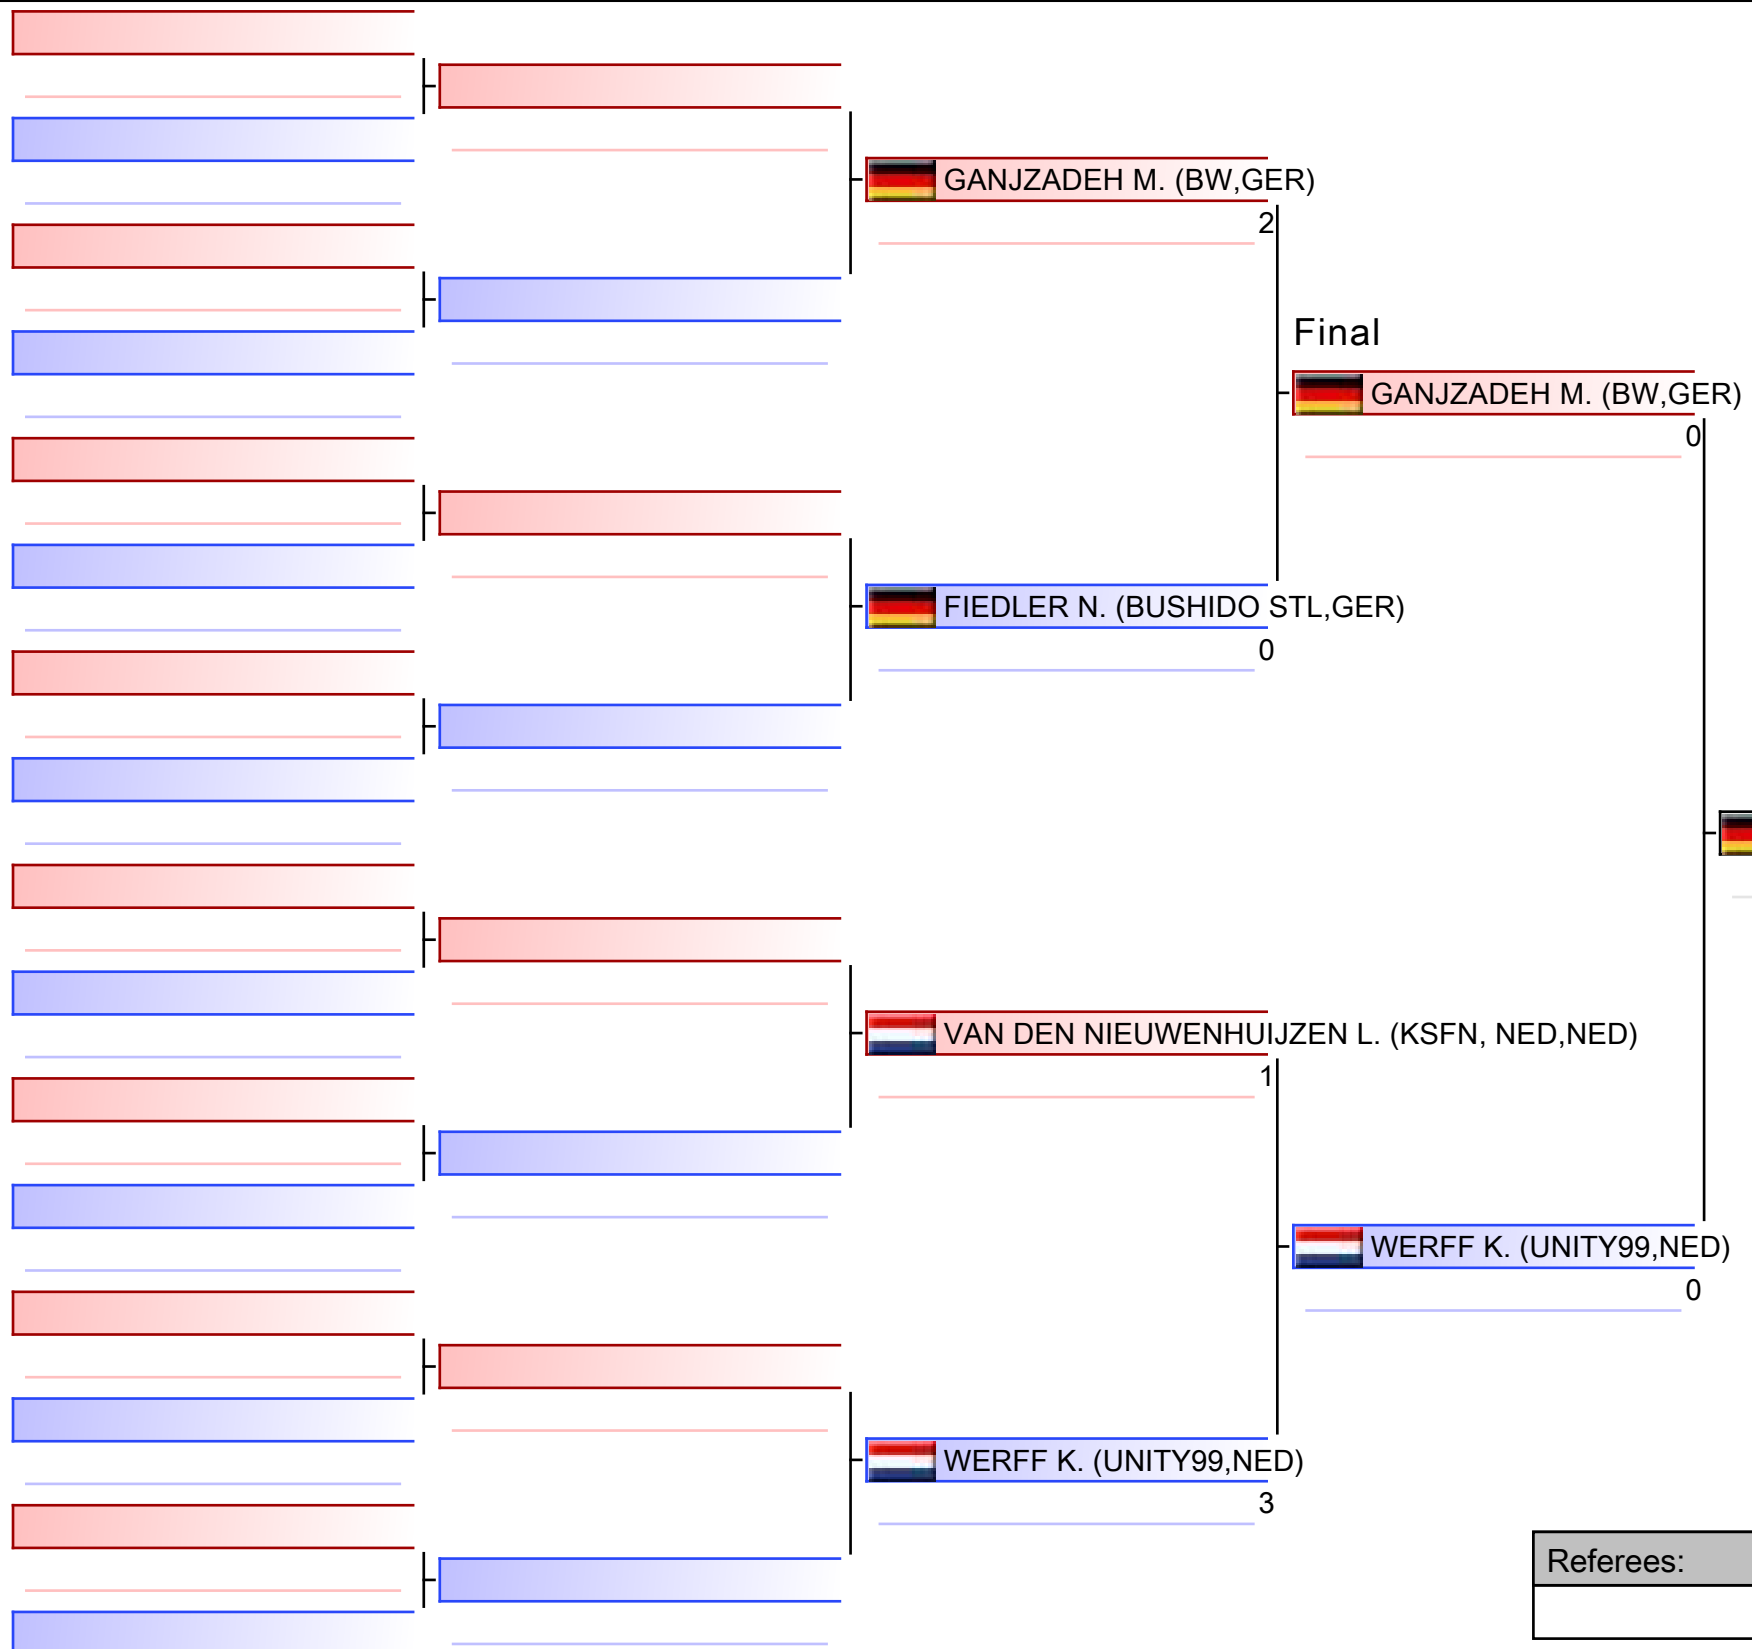 GANJZADEH M. (BW,GER)
2
Final
GANJZADEH M. (BW,GER)
0
FIEDLER N. (BUSHIDO STL,GER)
0
VAN DEN NIEUWENHUIJZEN L. (KSFN, NED,NED)
1
WERFF K. (UNITY99,NED)
0
WERFF K. (UNITY99,NED)
3
Referees: